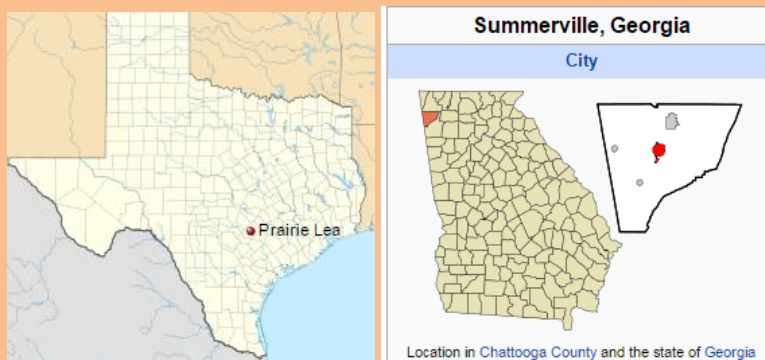 Prairie Lea
Summerville, Georgia
City
Location in Chattooga County and the state of Georgia